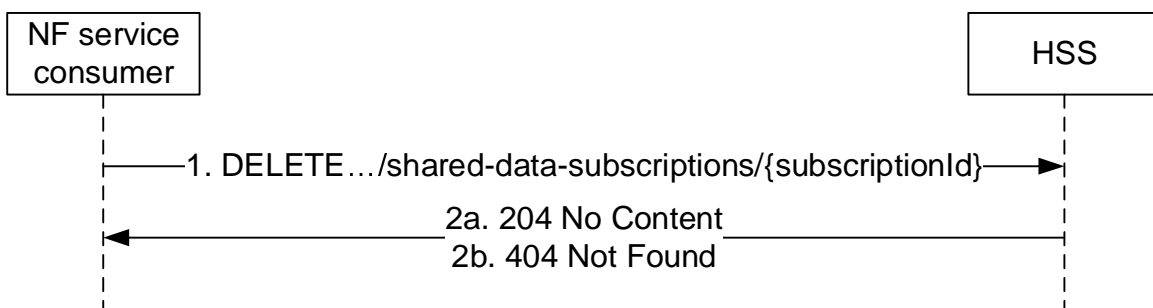 NF service
consumer
HSS
1. DELETE…/shared-data-subscriptions/{subscriptionId}
2a. 204 No Content
2b. 404 Not Found